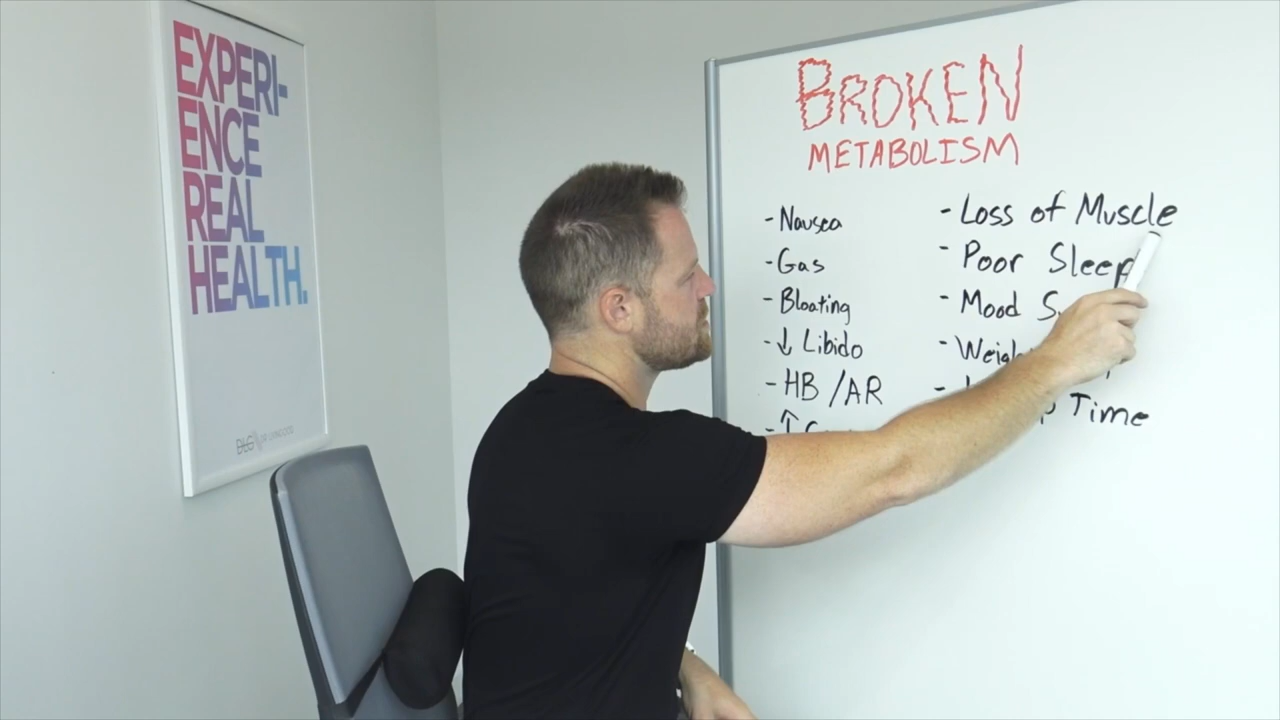 EXPERI-
ENCE
REAL
HEALTH.
BROKEN
METABOLISM
- Nausea
- Gas
- Bloating
- ↓ Libido
- HB / AR
- ↑
- Loss of Muscle
- Poor Sleep
- Mood
-
- Time